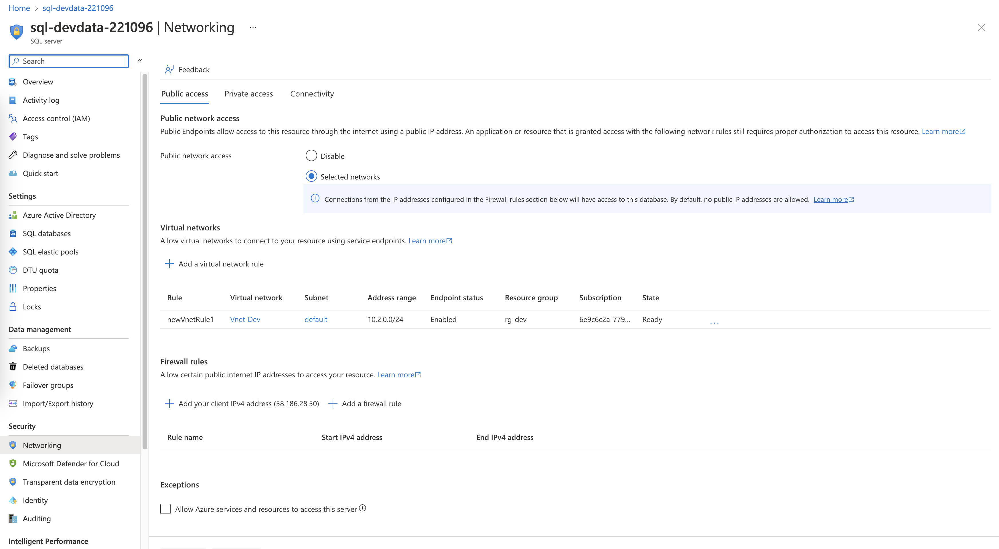 Home > sql-devdata-221096
sql-devdata-221096 | Networking ...
SQL server
Search «
Overview
Activity log
Access control (IAM)
Tags
Diagnose and solve problems
Quick start
Settings
Azure Active Directory
SQL databases
SQL elastic pools
DTU quota
Properties
Locks
Data management
Backups
Deleted databases
Failover groups
Import/Export history
Security
Networking
Microsoft Defender for Cloud
Transparent data encryption
Identity
Auditing
Intelligent Performance
Feedback
Public access Private access Connectivity
Public network access
Public Endpoints allow access to this resource through the internet using a public IP address. An application or resource that is granted access with the following network rules still requires proper authorization to access this resource. Learn more
Public network access Disable
Selected networks
Connections from the IP addresses configured in the Firewall rules section below will have access to this database. By default, no public IP addresses are allowed. Learn more
Virtual networks
Allow virtual networks to connect to your resource using service endpoints. Learn more
Add a virtual network rule
Rule Virtual network Subnet Address range Endpoint status Resource group Subscription State
newVnetRule1 Vnet-Dev default 10.2.0.0/24 Enabled rg-dev 6e9c6c2a-779... Ready ...
Firewall rules
Allow certain public internet IP addresses to access your resource. Learn more
Add your client IPv4 address (58.186.28.50) Add a firewall rule
Rule name Start IPv4 address End IPv4 address
Exceptions
Allow Azure services and resources to access this server